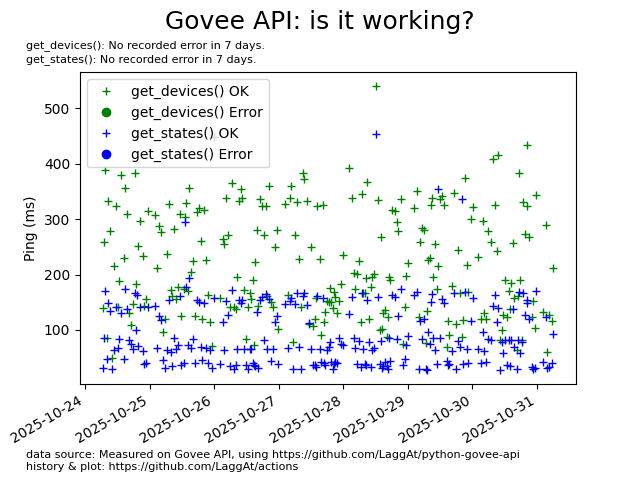 Govee API: is it working?
get_devices(): No recorded error in 7 days.
get_states(): No recorded error in 7 days.
get_devices() OK
get_devices() Error
get_states() OK
get_states() Error
Ping (ms)
500
400
300
200
100
2025-10-24
2025-10-25
2025-10-26
2025-10-27
2025-10-28
2025-10-29
2025-10-30
2025-10-31
data source: Measured on Govee API, using https://github.com/LaggAt/python-govee-api
history & plot: https://github.com/LaggAt/actions